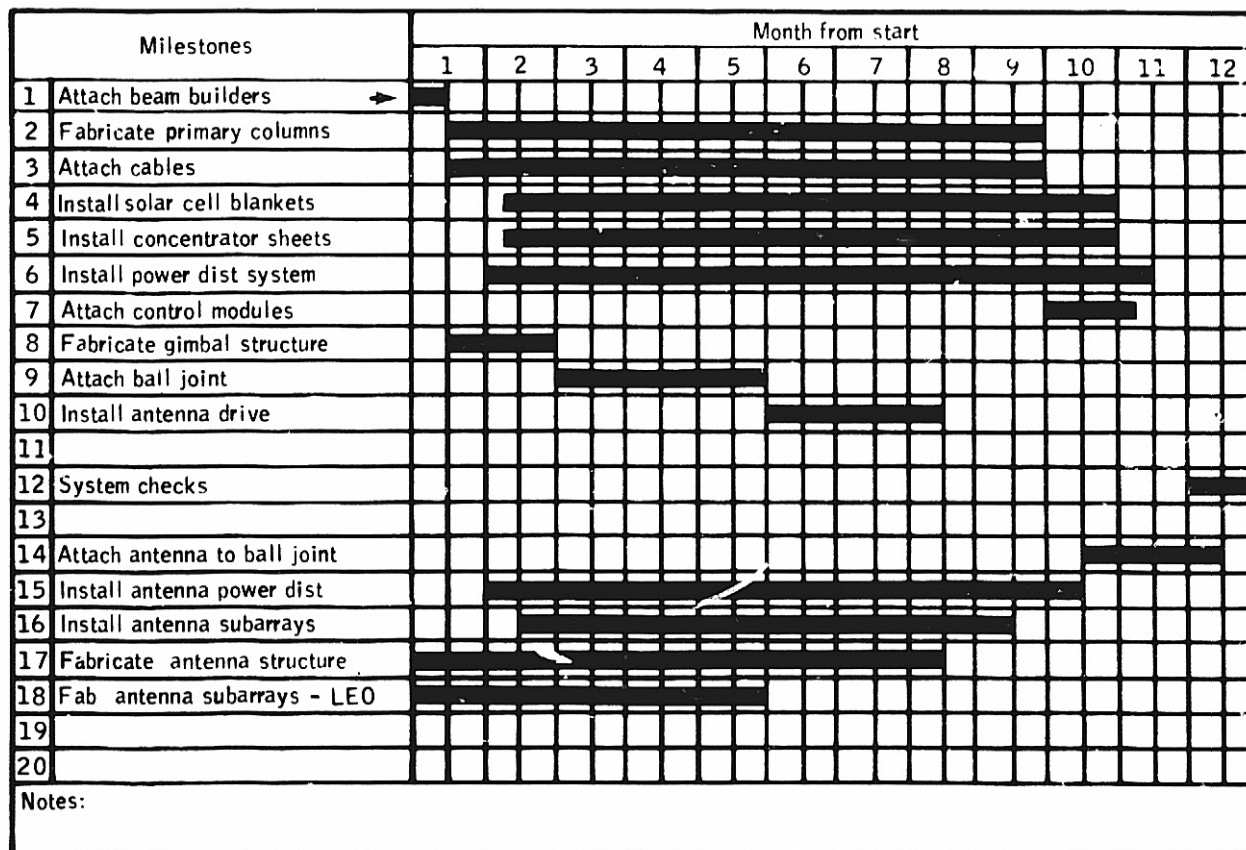 Milestones
Month from start
1 2 3 4 5 6 7 8 9 10 11 12
1 Attach beam builders
2 Fabricate primary columns
3 Attach cables
4 Install solar cell blankets
5 Install concentrator sheets
6 Install power dist system
7 Attach control modules
8 Fabricate gimbal structure
9 Attach ball joint
10 Install antenna drive
11
12 System checks
13
14 Attach antenna to ball joint
15 Install antenna power dist
16 Install antenna subarrays
17 Fabricate antenna structure
18 Fab antenna subarrays - LEO
19
20
Notes: